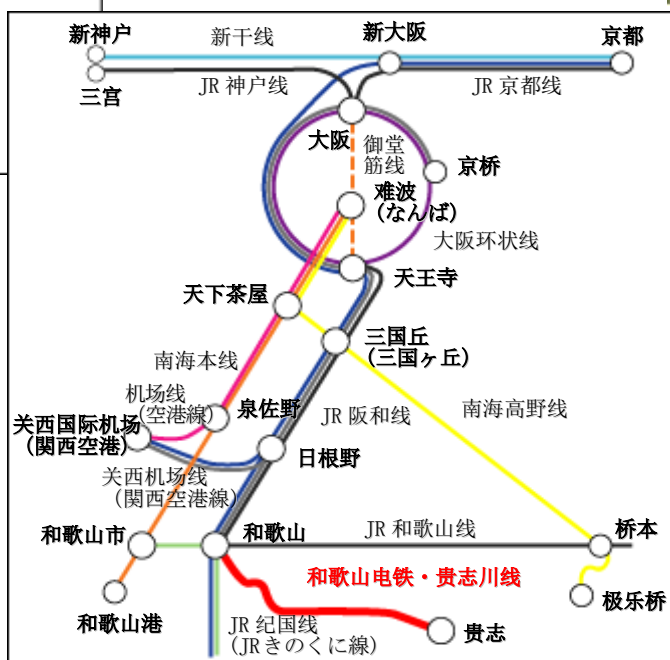 新神户
新干线
新大阪
京都
三宫
JR 神户线
JR 京都线
大阪
御堂
筋线
京桥
难波
(なんば)
大阪环状线
天王寺
天下茶屋
三国丘
(三国ヶ丘)
南海本线
机场线
(空港線)
泉佐野
JR 阪和线
南海高野线
关西国际机场
(関西空港)
日根野
关西机场线
(関西空港線)
和歌山市
和歌山
JR 和歌山线
桥本
和歌山电铁・贵志川线
极乐桥
和歌山港
JR 纪国线
(JRきのくに線)
贵志